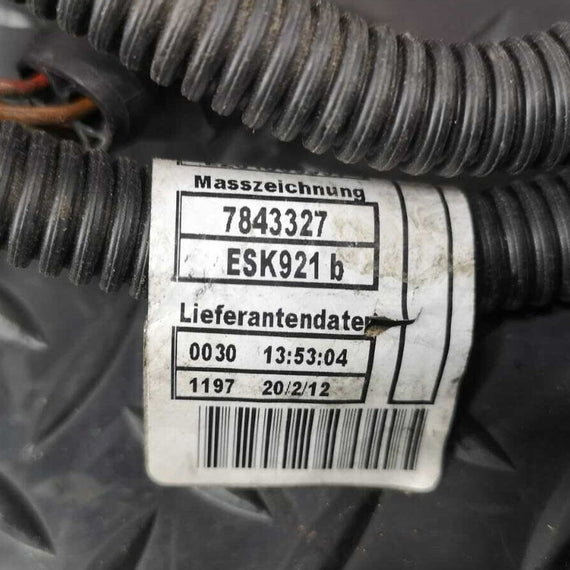 Masszeichnung
7843327
ESK921 b
Lieferantendaten
0030 13:53:04
1197 20/2/12